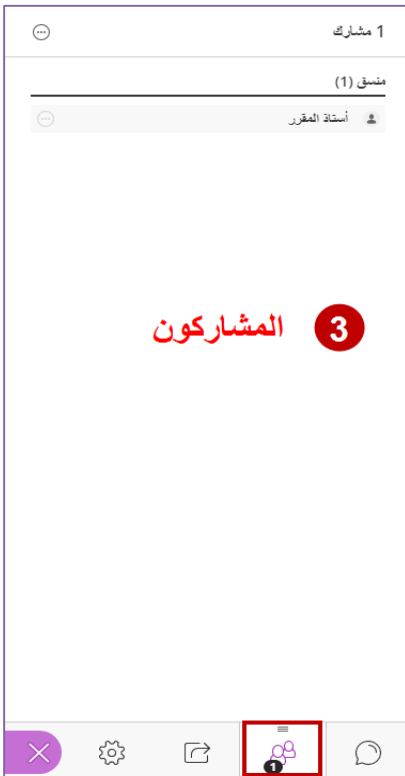 1 مشارك
منسق (1)
أستاذ المقرر
3 المشاركون
1